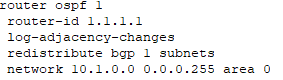 router ospf 1
router-id 1.1.1.1
log-adjacency-changes
redistribute bgp 1 subnets
network 10.1.0.0 0.0.0.255 area 0